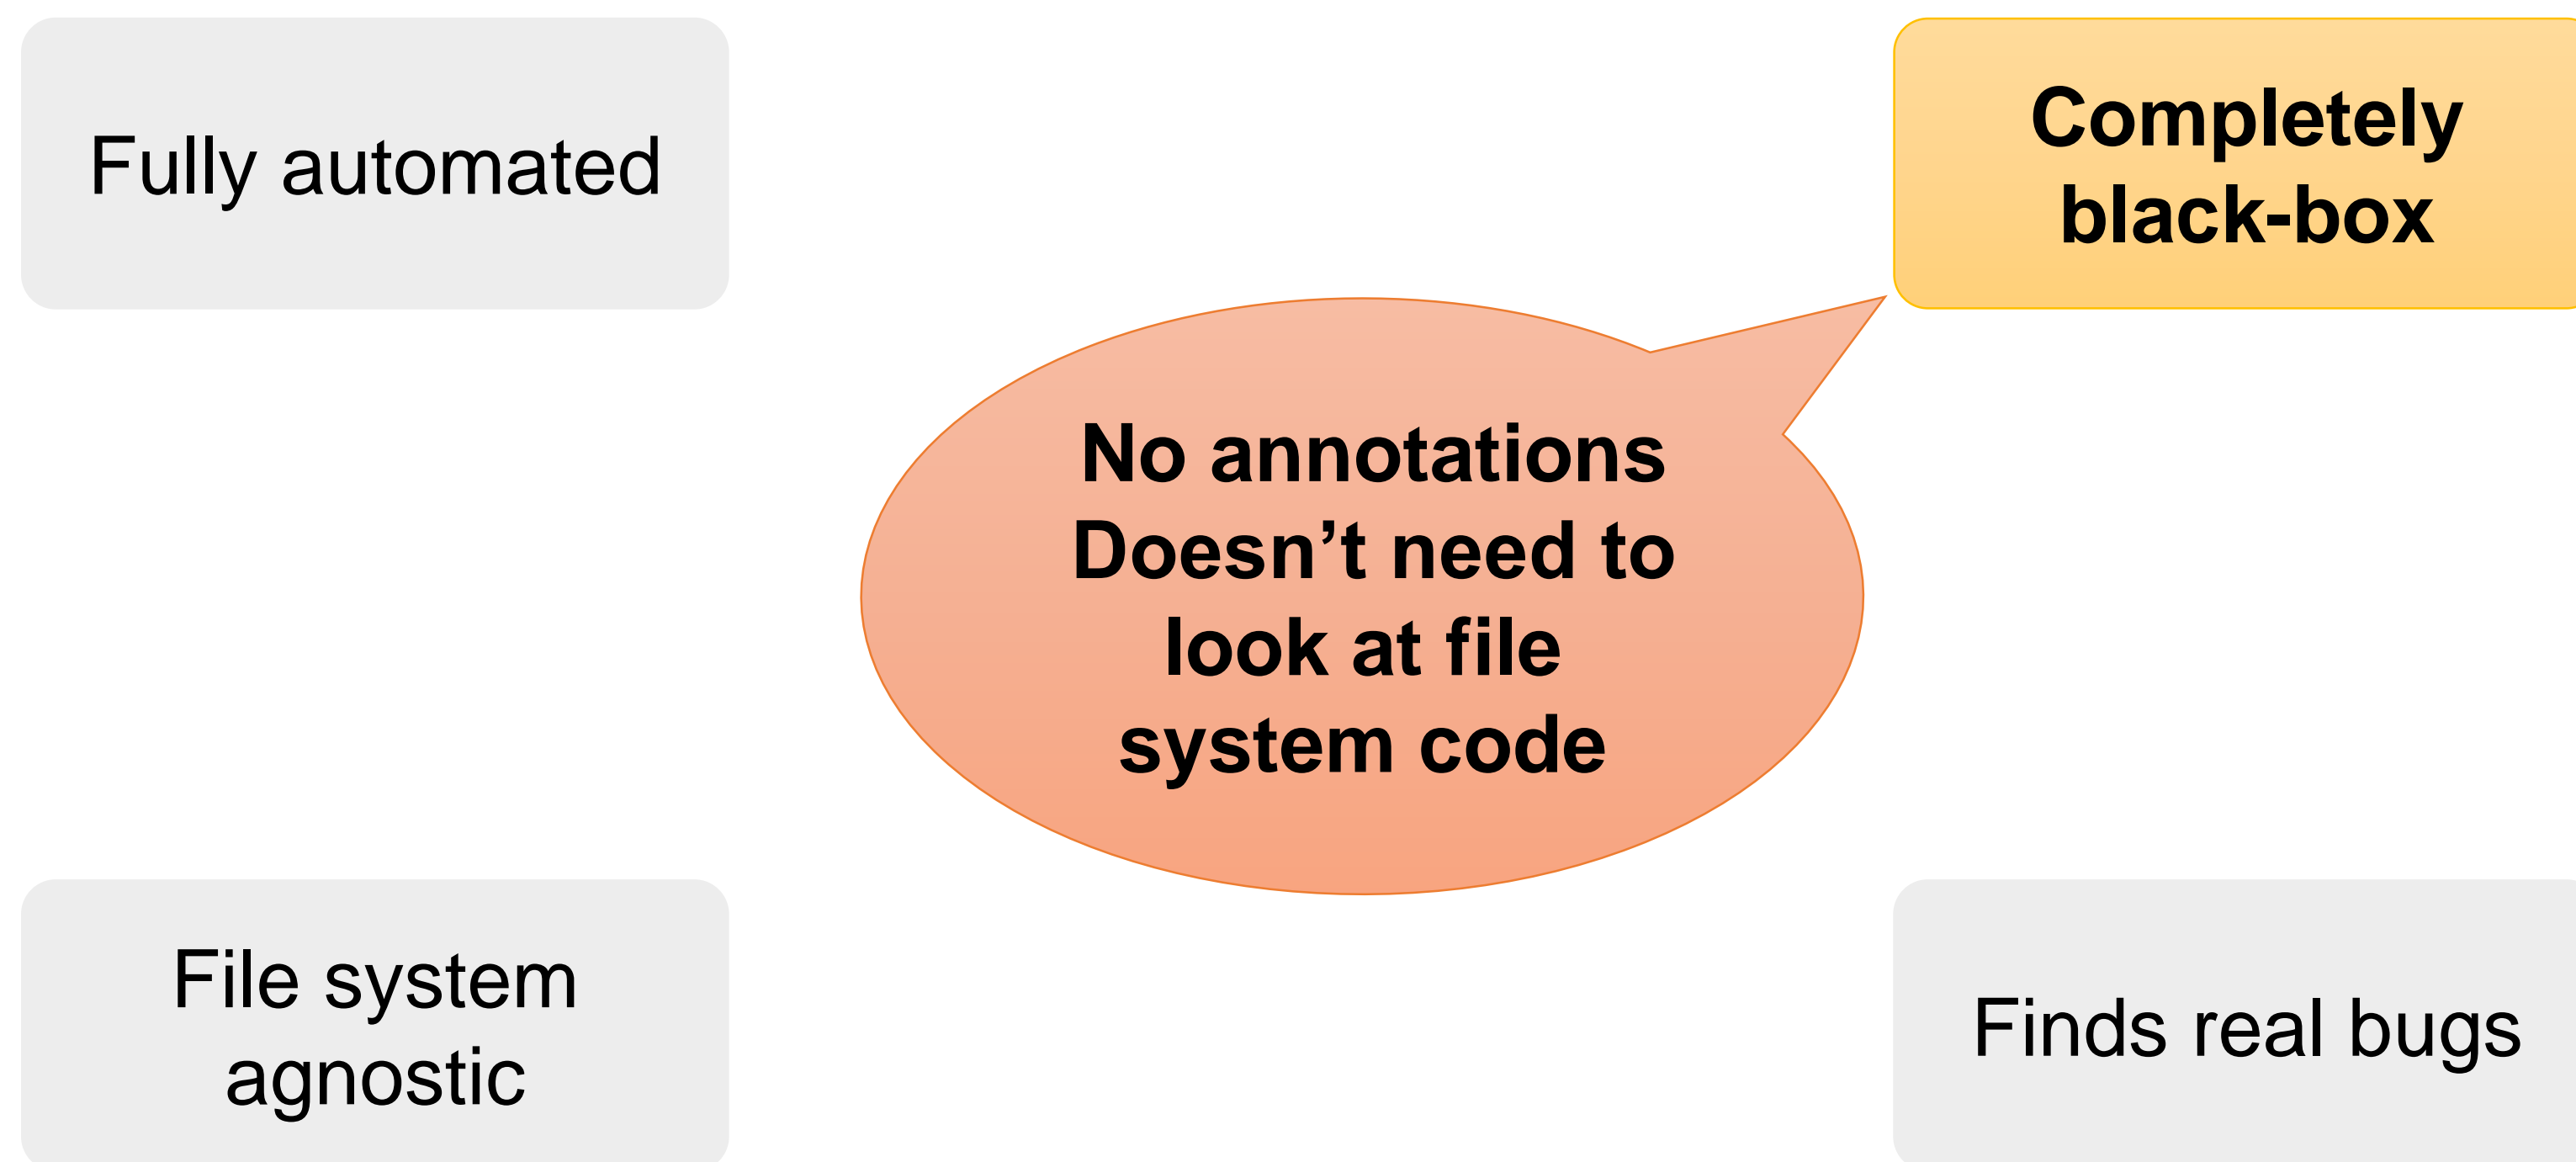 Fully automated
Completely
black-box
No annotations
Doesn’t need to
look at file
system code
File system
agnostic
Finds real bugs